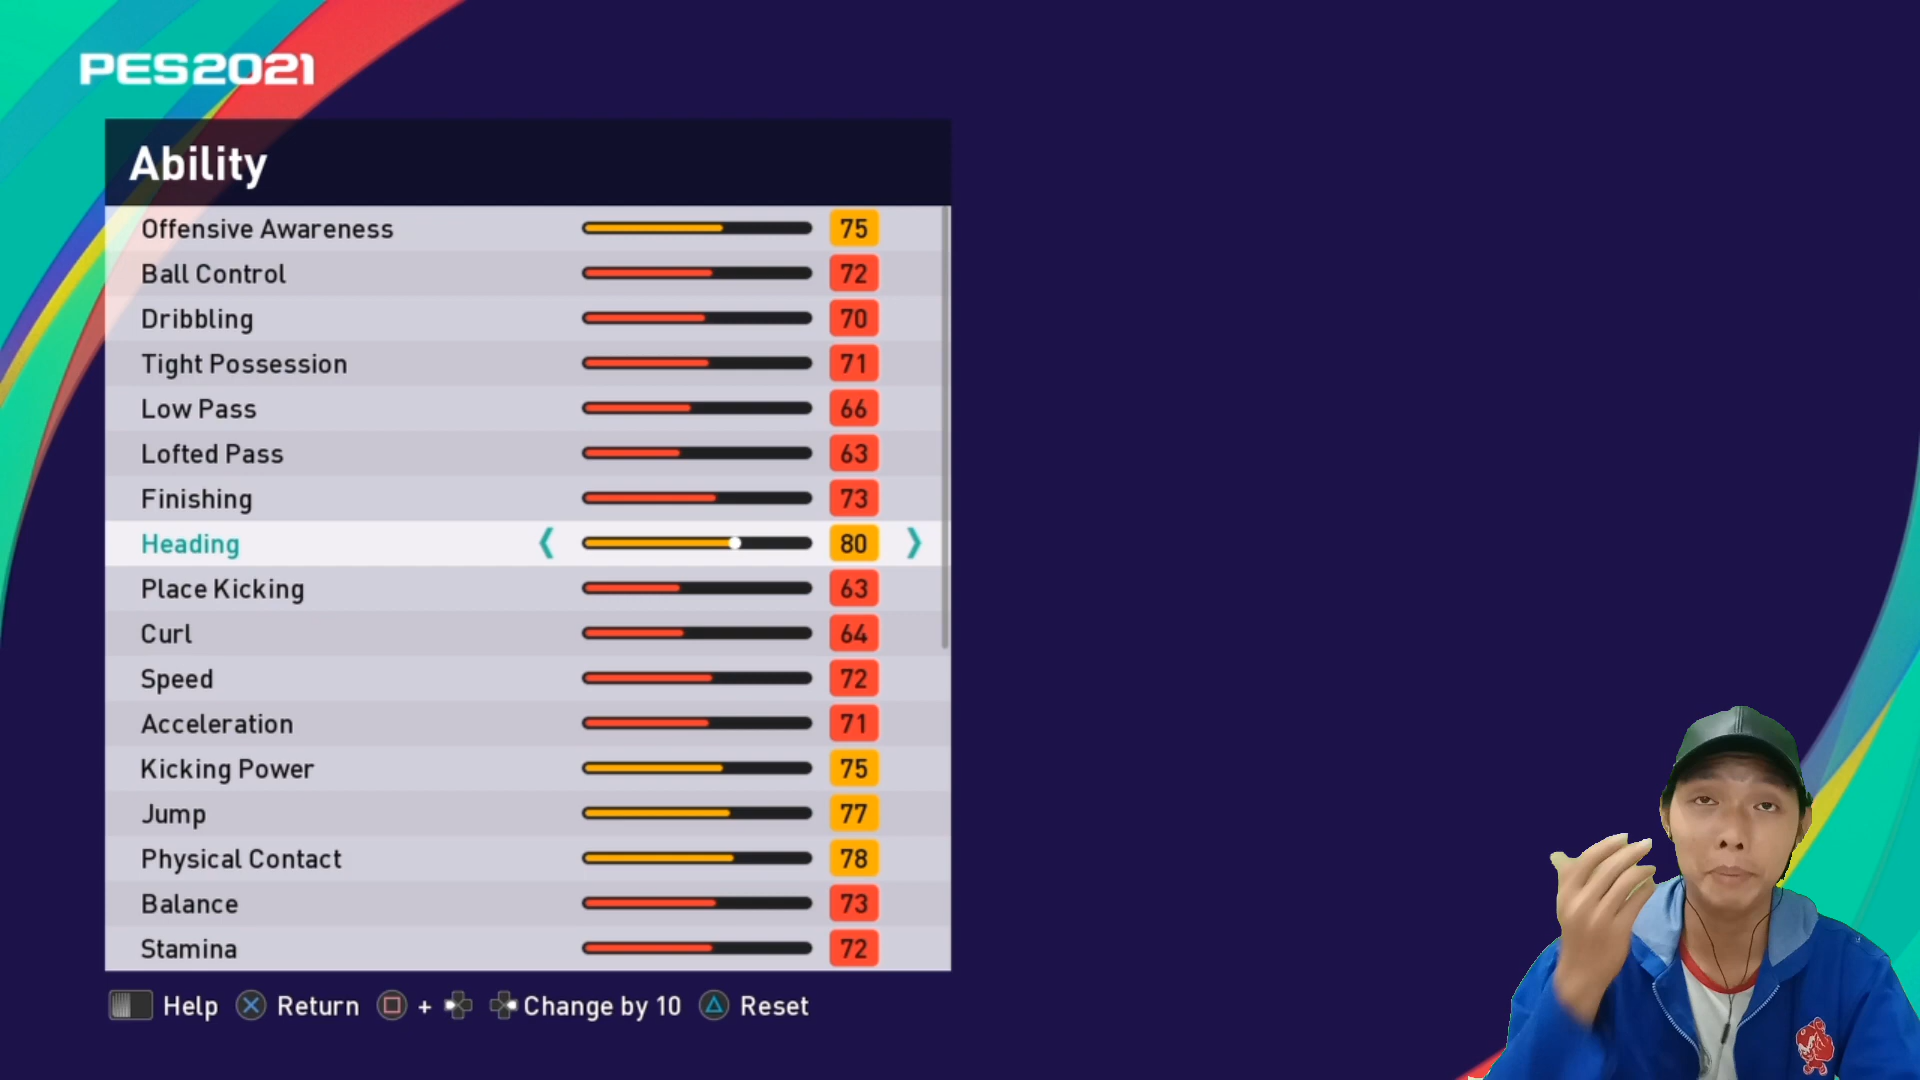 PES2021
Ability
Offensive Awareness 75
Ball Control 72
Dribbling 70
Tight Possession 71
Low Pass 66
Lofted Pass 63
Finishing 73
Heading 80
Place Kicking 63
Curl 64
Speed 72
Acceleration 71
Kicking Power 75
Jump 77
Physical Contact 78
Balance 73
Stamina 72
Help Return + Change by 10 Reset